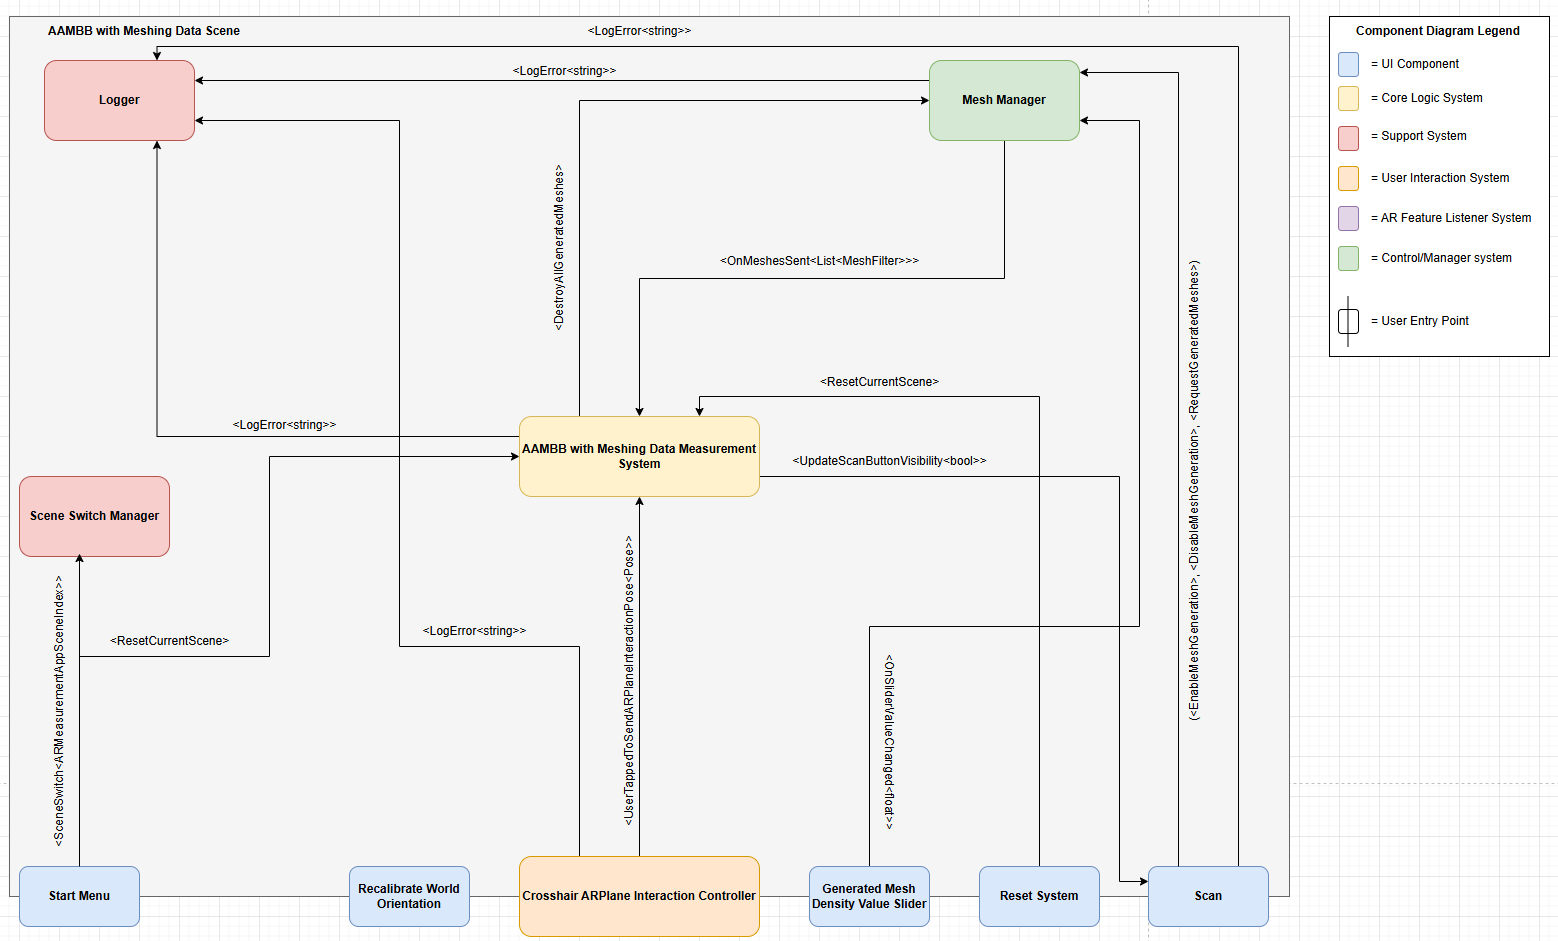 AAMBB with Meshing Data Scene
<LogError<string>>
Component Diagram Legend
= UI Component
= Core Logic System
= Support System
= User Interaction System
= AR Feature Listener System
= Control/Manager system
= User Entry Point
<LogError<string>>
Logger
Mesh Manager
<DestroyAllGeneratedMeshes>
<OnMeshesSent<List<MeshFilter>>>
(<EnableMeshGeneration>, <DisableMeshGeneration>, <RequestGeneratedMeshes>)
<ResetCurrentScene>
<LogError<string>>
AAMBB with Meshing Data Measurement
System
<UpdateScanButtonVisibility<bool>>
Scene Switch Manager
<SceneSwitch<ARMeasurementAppSceneIndex>>
<ResetCurrentScene>
<LogError<string>>
<UserTappedToSendARPlaneInteractionPose<Pose>>
<OnSliderValueChanged<float>>
Start Menu
Recalibrate World
Orientation
Crosshair ARPlane Interaction Controller
Generated Mesh
Density Value Slider
Reset System
Scan